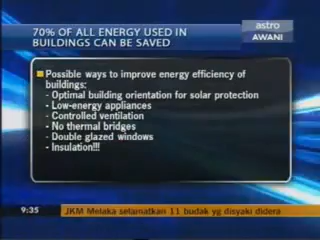 70% OF ALL ENERGY USED IN
BUILDINGS CAN BE SAVED
astro
AWANI
Possible ways to improve energy efficiency of
buildings:
- Optimal building orientation for solar protection
- Low-energy appliances
- Controlled ventilation
- No thermal bridges
- Double glazed windows
- Insulation!!!
9:35
JKM Melaka selamatkan 11 budak yg disyaki didera